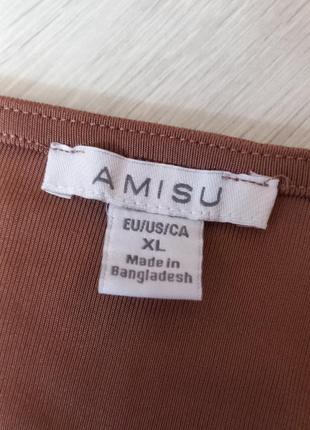 AMISU
EU/US/CA
XL
Made in
Bangladesh